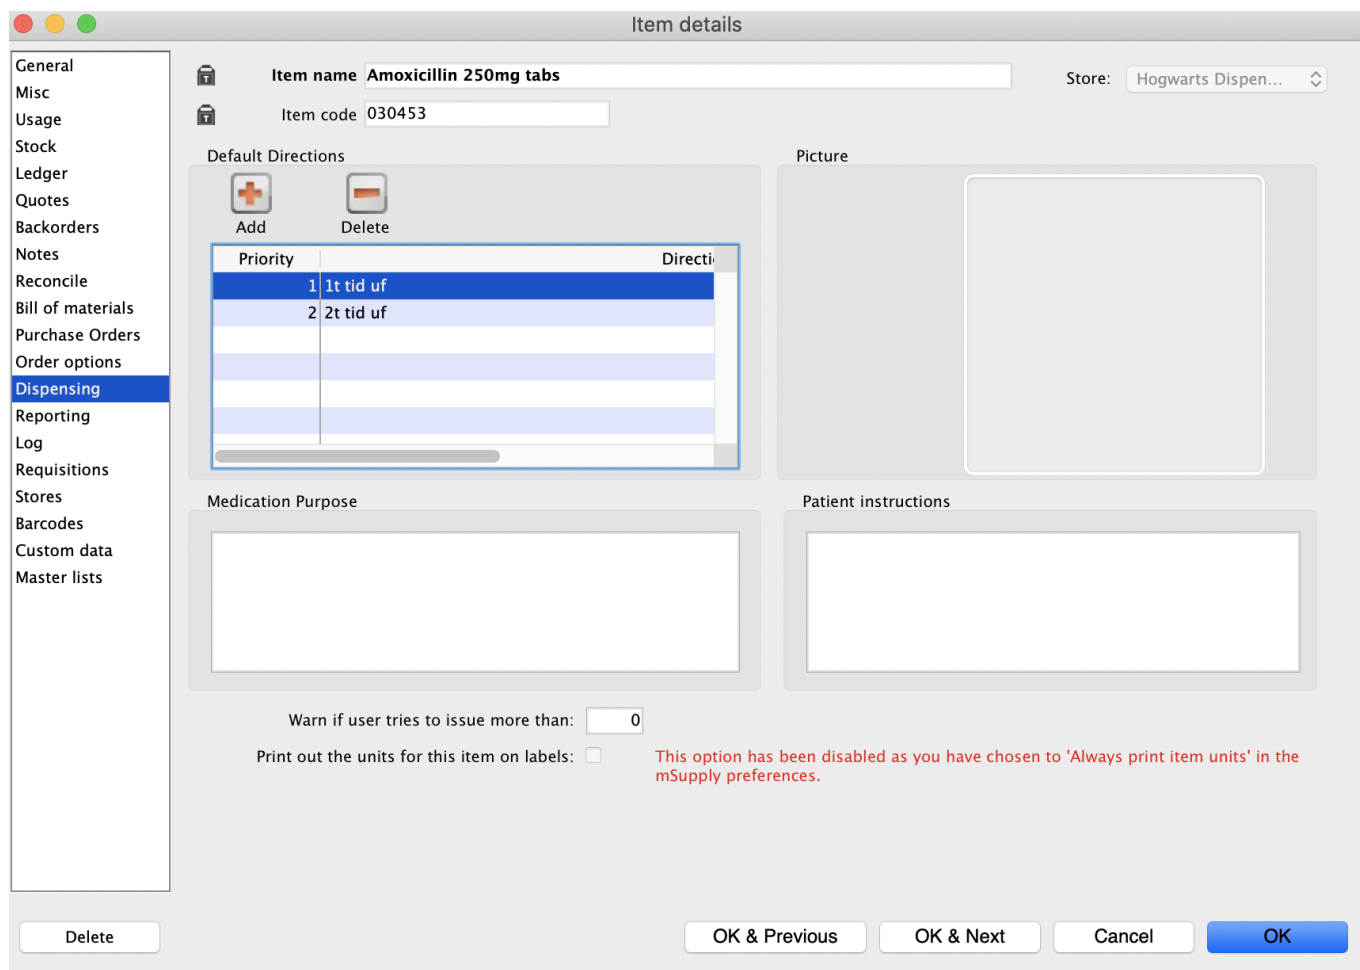 Item details
General
Misc
Usage
Stock
Ledger
Quotes
Backorders
Notes
Reconcile
Bill of materials
Purchase Orders
Order options
Dispensing
Reporting
Log
Requisitions
Stores
Barcodes
Custom data
Master lists
Item name Amoxicillin 250mg tabs
Store: Hogwarts Dispen...
Item code 030453
Default Directions
Add Delete
Priority Directi
1 1t tid uf
2 2t tid uf
Picture
Medication Purpose
Patient instructions
Warn if user tries to issue more than: 0
Print out the units for this item on labels:
This option has been disabled as you have chosen to 'Always print item units' in the
mSupply preferences.
Delete OK & Previous OK & Next Cancel OK